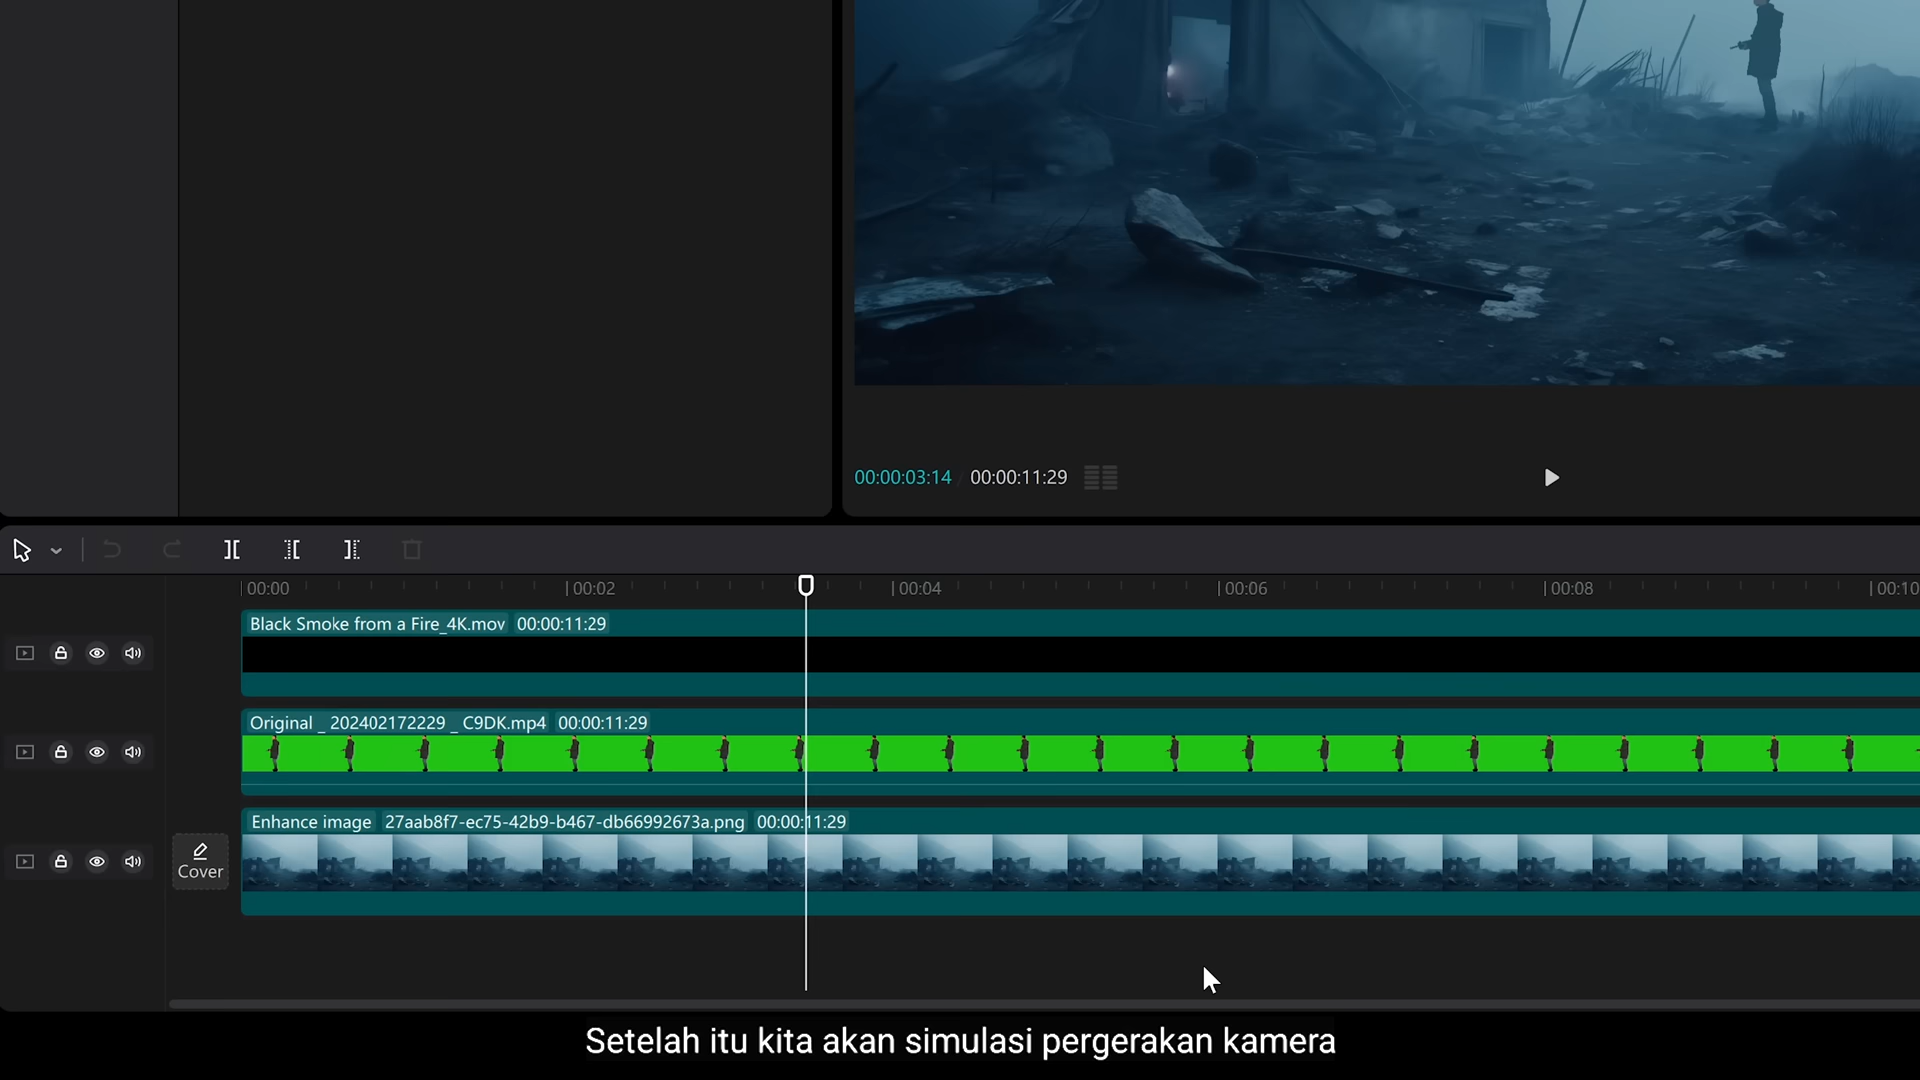 00:00:03:14 / 00:00:11:29
00:00 00:02 00:04 00:06 00:08 00:10
Black Smoke from a Fire_4K.mov 00:00:11:29
Original _ 202402172229 _ C9DK.mp4 00:00:11:29
Enhance image 27aab8f7-ec75-42b9-b467-db66992673a.png 00:00:11:29
Cover
Setelah itu kita akan simulasi pergerakan kamera